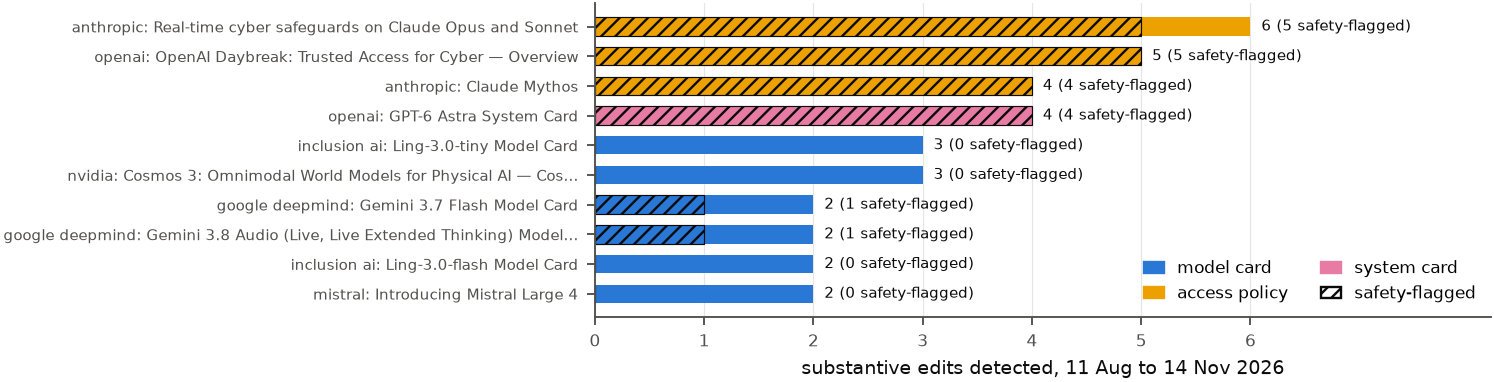 anthropic: Real-time cyber safeguards on Claude Opus and Sonnet 6 (5 safety-flagged)
openai: OpenAI Daybreak: Trusted Access for Cyber — Overview 5 (5 safety-flagged)
anthropic: Claude Mythos 4 (4 safety-flagged)
openai: GPT-6 Astra System Card 4 (4 safety-flagged)
inclusion ai: Ling-3.0-tiny Model Card 3 (0 safety-flagged)
nvidia: Cosmos 3: Omnimodal World Models for Physical AI — Cos… 3 (0 safety-flagged)
google deepmind: Gemini 3.7 Flash Model Card 2 (1 safety-flagged)
google deepmind: Gemini 3.8 Audio (Live, Live Extended Thinking) Model… 2 (1 safety-flagged)
inclusion ai: Ling-3.0-flash Model Card 2 (0 safety-flagged)
mistral: Introducing Mistral Large 4 2 (0 safety-flagged)
model card system card
access policy safety-flagged
0 1 2 3 4 5 6
substantive edits detected, 11 Aug to 14 Nov 2026